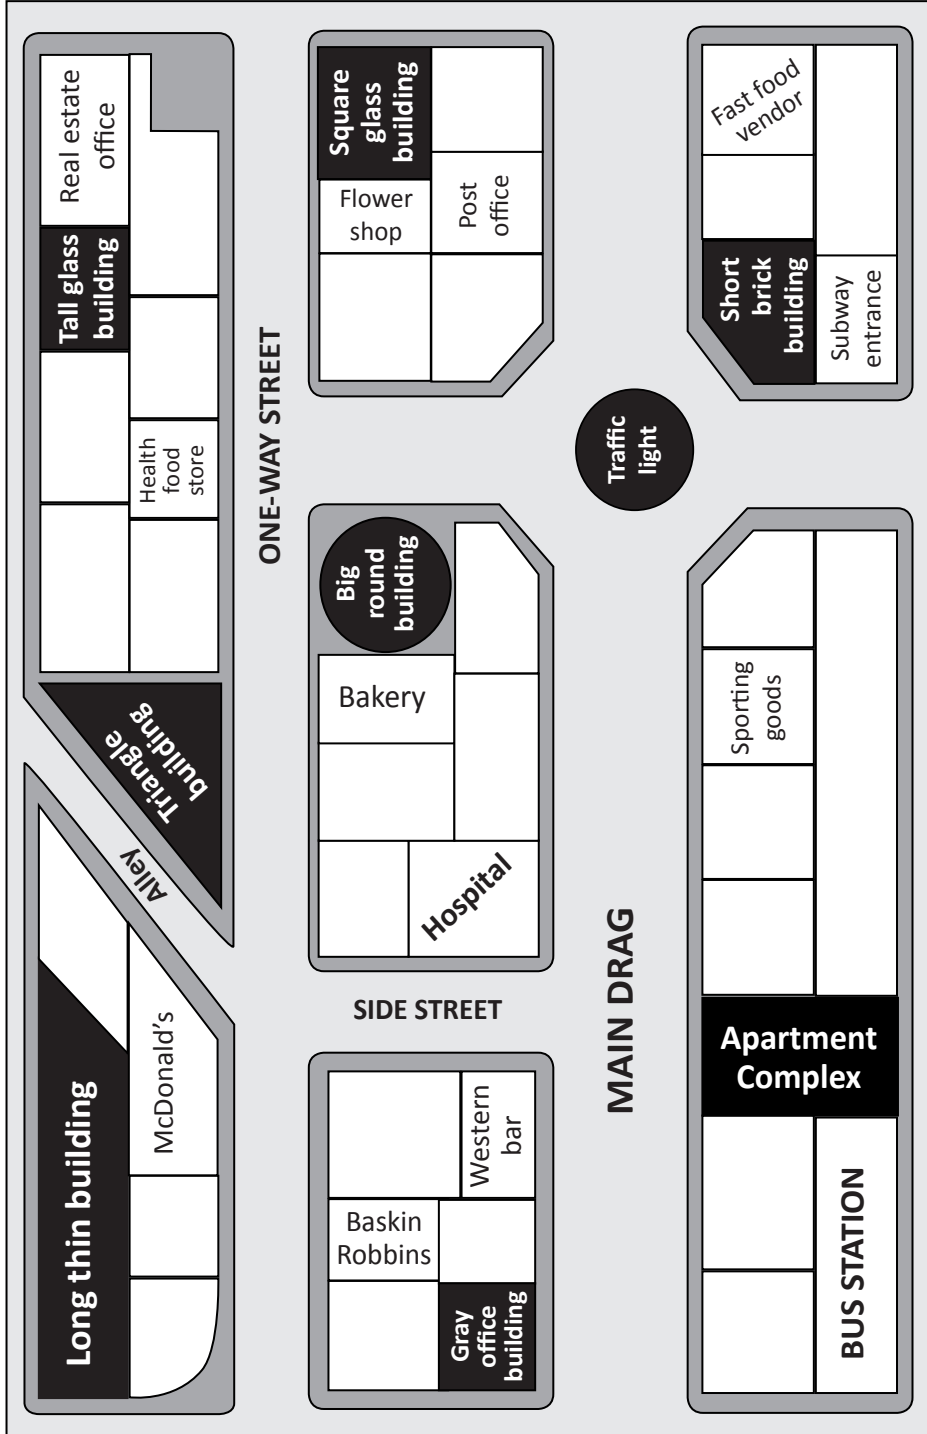 Real estate
office
Tall glass
building
Health
food
store
Triangle
building
Alley
Long thin building
McDonald's
ONE-WAY STREET
Square
glass
building
Flower
shop
Post
office
Big
round
building
Bakery
Hospital
SIDE STREET
Western
bar
Baskin
Robbins
Gray
office
building
Traffic
light
MAIN DRAG
Fast food
vendor
Short
brick
building
Subway
entrance
Sporting
goods
Apartment
Complex
BUS STATION